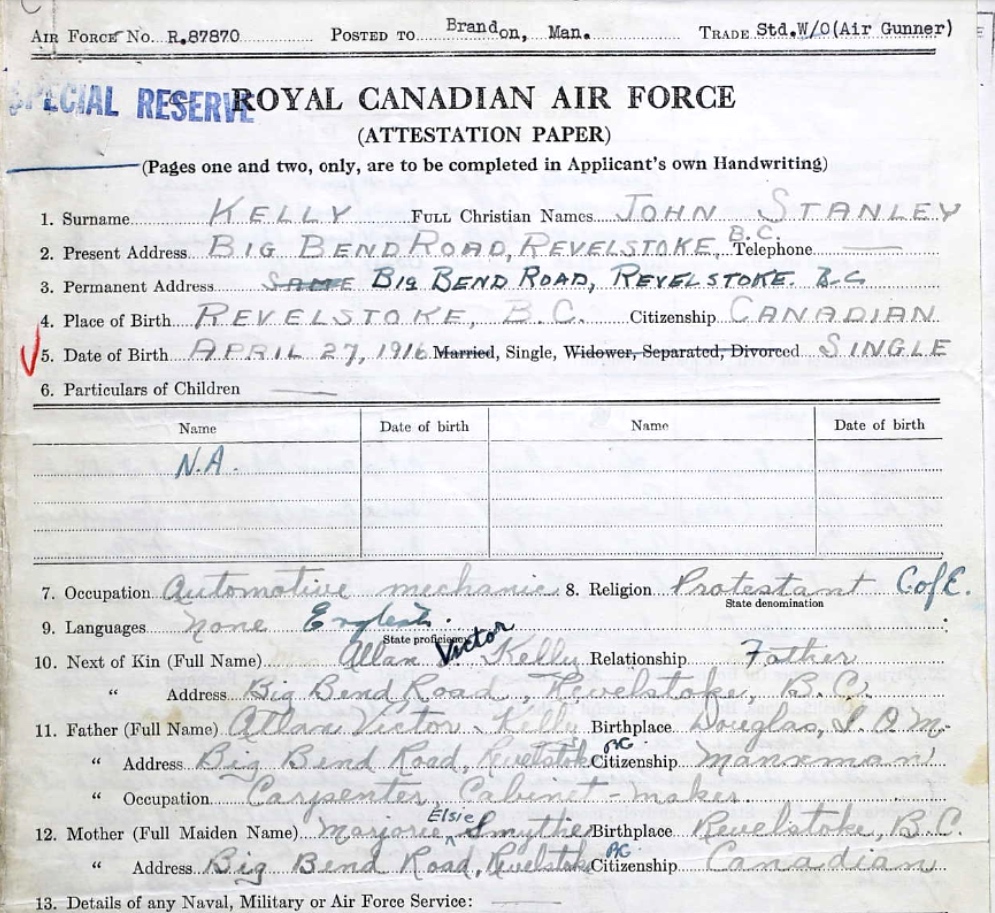 AIR FORCE NO. R.87870 POSTED TO Brandon, Man. TRADE Std.W/O(Air Gunner)
SPECIAL RESERVE
ROYAL CANADIAN AIR FORCE
(ATTESTATION PAPER)
(Pages one and two, only, are to be completed in Applicant's own Handwriting)
1. Surname KELLY FULL Christian Names JOHN STANLEY
2. Present Address BIG BEND ROAD, REVELSTOKE, B.C. Telephone
3. Permanent Address SAME BIG BEND ROAD, REVELSTOKE. B.C
4. Place of Birth REVELSTOKE, B.C. Citizenship CANADIAN
5. Date of Birth APRIL 27, 1916 Married, Single, Widower, Separated, Divorced SINGLE
6. Particulars of Children
Name Date of birth Name Date of birth
N.A.
7. Occupation Automotive mechanic 8. Religion Protestant C of E.
State denomination
9. Languages none English.
State proficiency
10. Next of Kin (Full Name) Allan Victor Kelly Relationship Father
" Address Big Bend Road, Revelstoke, B.C.
11. Father (Full Name) Allan Victor Kelly Birthplace Douglas, I.O.M.
" Address Big Bend Road, Revelstoke BC Citizenship Manxman
" Occupation Carpenter, Cabinet-maker.
12. Mother (Full Maiden Name) Marjorie Elsie Smythe Birthplace Revelstoke, B.C.
" Address Big Bend Road, Revelstoke BC Citizenship Canadian
13. Details of any Naval, Military or Air Force Service: